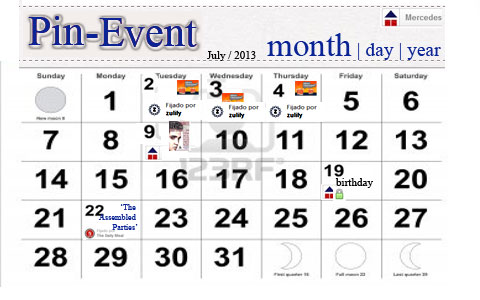 Pin-Event
July / 2013
month | day | year
Mercedes
Sunday Monday Tuesday Wednesday Thursday Friday Saturday
1 2 3 4 5 6
New moon 8
Fijado por zulily
Fijado por zulily
Fijado por zulily
7 8 9 10 11 12 13
123RF
14 15 16 17 18 19 20
birthday
21 22 23 24 25 26 27
'The
Assembled
Parties'
The Daily Meal
28 29 30 31
First quarter 16
Full moon 22
Last quarter 29